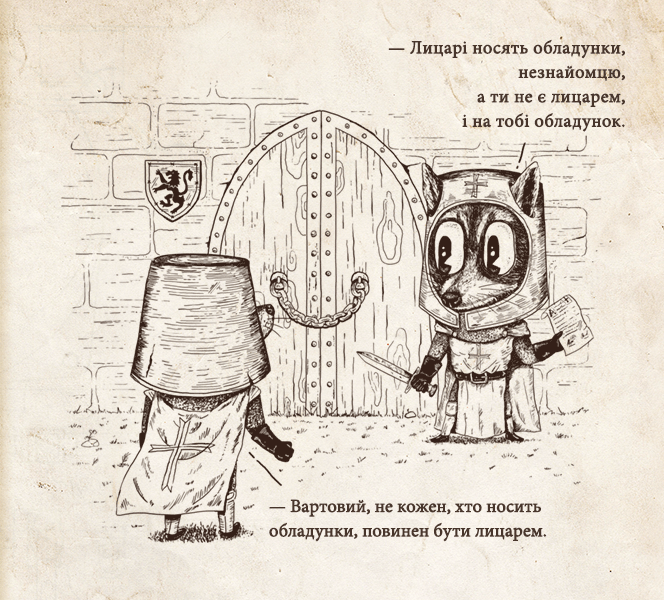 — Лицарі носять обладунки,
незнайомцю,
а ти не є лицарем,
і на тобі обладунок.
— Вартовий, не кожен, хто носить
обладунки, повинен бути лицарем.